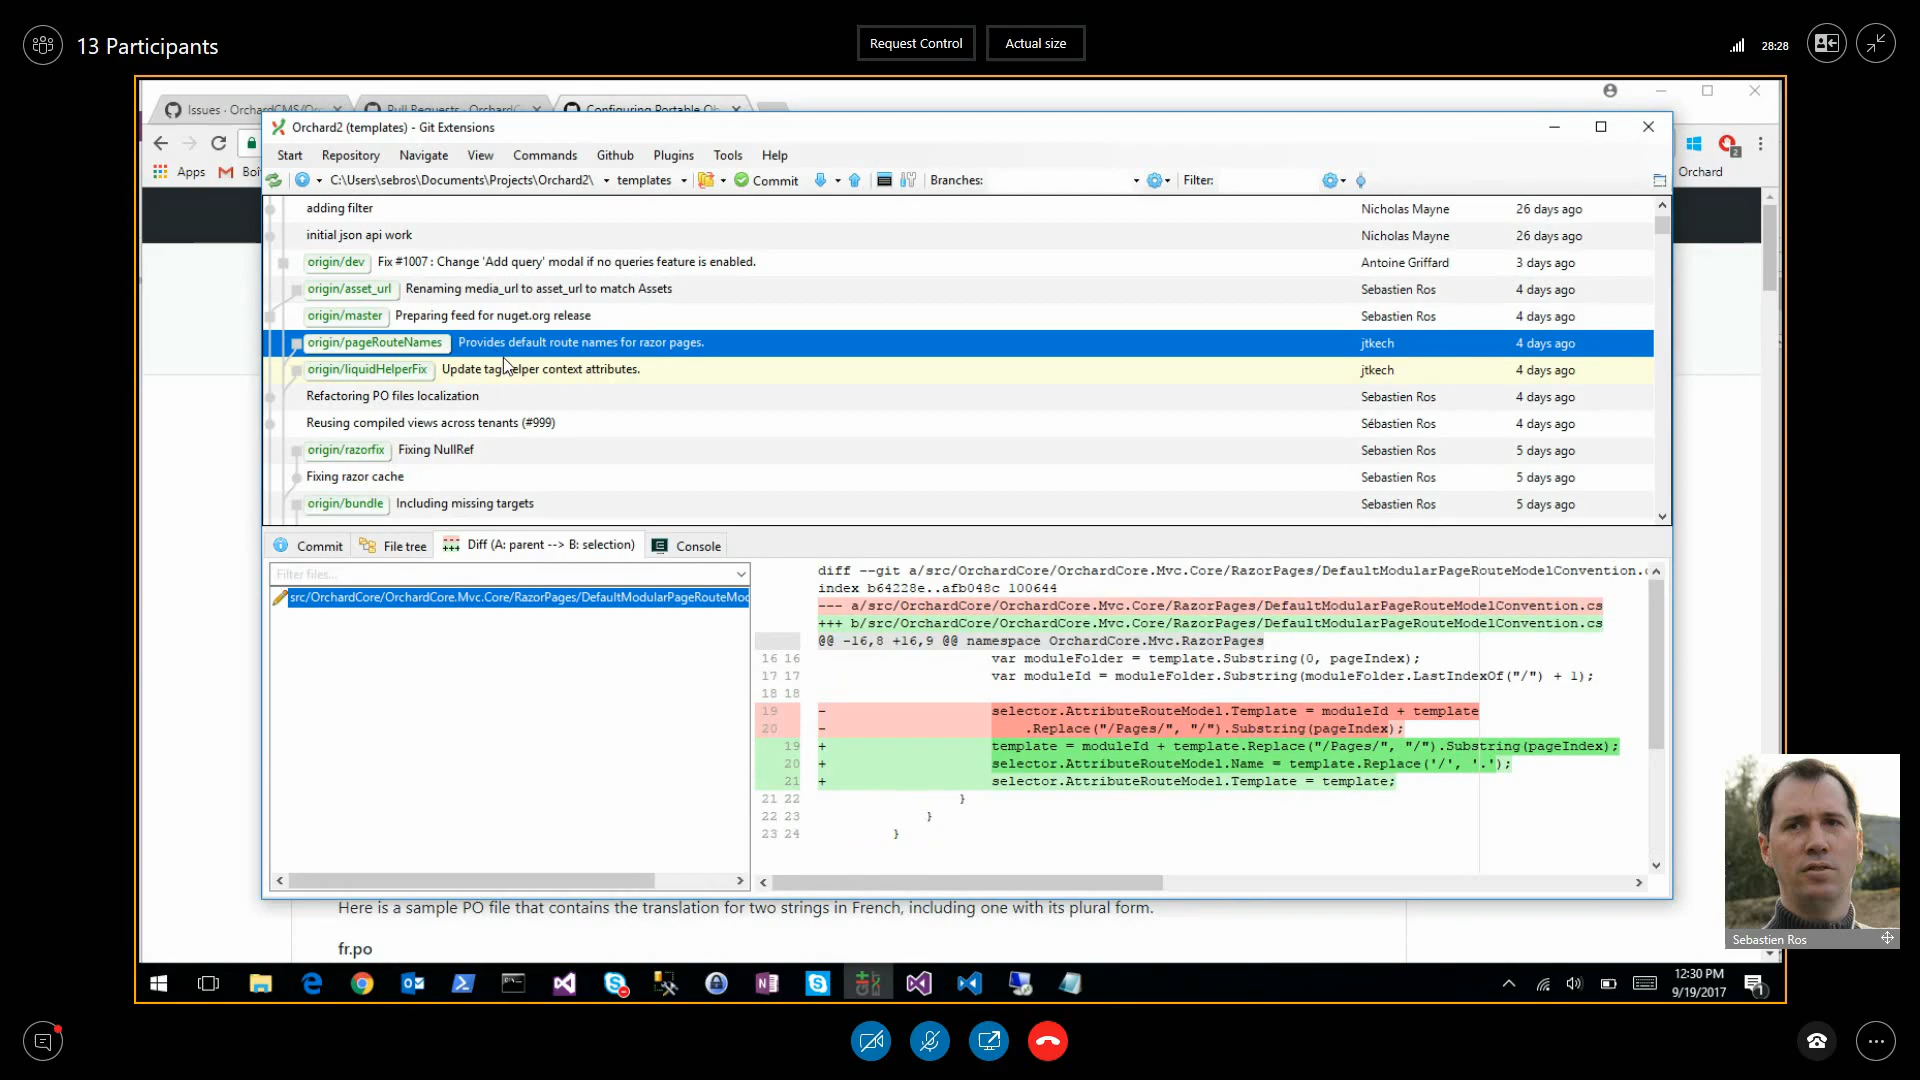 13 Participants
Request Control
Actual size
28:28
Issues · OrchardCMS/Or
Pull Requests · OrchardC
Configuring Portable Ob
Apps
Orchard
Orchard2 (templates) - Git Extensions
Start Repository Navigate View Commands Github Plugins Tools Help
C:\Users\sebros\Documents\Projects\Orchard2\ templates Commit Branches: Filter:
adding filter Nicholas Mayne 26 days ago
initial json api work Nicholas Mayne 26 days ago
origin/dev Fix #1007 : Change 'Add query' modal if no queries feature is enabled. Antoine Griffard 3 days ago
origin/asset_url Renaming media_url to asset_url to match Assets Sebastien Ros 4 days ago
origin/master Preparing feed for nuget.org release Sebastien Ros 4 days ago
origin/pageRouteNames Provides default route names for razor pages. jtkech 4 days ago
origin/liquidHelperFix Update tag helper context attributes. jtkech 4 days ago
Refactoring PO files localization Sebastien Ros 4 days ago
Reusing compiled views across tenants (#999) Sébastien Ros 4 days ago
origin/razorfix Fixing NullRef Sebastien Ros 5 days ago
Fixing razor cache Sebastien Ros 5 days ago
origin/bundle Including missing targets Sebastien Ros 5 days ago
Commit File tree Diff (A: parent --> B: selection) Console
Filter files...
src/OrchardCore/OrchardCore.Mvc.Core/RazorPages/DefaultModularPageRouteMod
diff --git a/src/OrchardCore/OrchardCore.Mvc.Core/RazorPages/DefaultModularPageRouteModelConvention.c
index b64228e..afb048c 100644
--- a/src/OrchardCore/OrchardCore.Mvc.Core/RazorPages/DefaultModularPageRouteModelConvention.cs
+++ b/src/OrchardCore/OrchardCore.Mvc.Core/RazorPages/DefaultModularPageRouteModelConvention.cs
@@ -16,8 +16,9 @@ namespace OrchardCore.Mvc.RazorPages
16 16 var moduleFolder = template.Substring(0, pageIndex);
17 17 var moduleId = moduleFolder.Substring(moduleFolder.LastIndexOf("/") + 1);
18 18
19 - selector.AttributeRouteModel.Template = moduleId + template
20 - .Replace("/Pages/", "/").Substring(pageIndex);
19 + template = moduleId + template.Replace("/Pages/", "/").Substring(pageIndex);
20 + selector.AttributeRouteModel.Name = template.Replace('/', '.');
21 + selector.AttributeRouteModel.Template = template;
21 22 }
22 23 }
23 24 }
Here is a sample PO file that contains the translation for two strings in French, including one with its plural form.
fr.po
Sebastien Ros
12:30 PM
9/19/2017